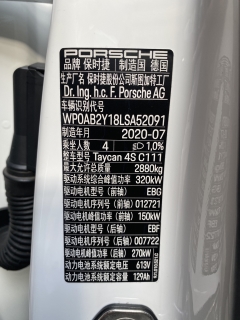 PORSCHE
品牌 保时捷 制造国 德国
生产厂名 保时捷股份公司斯图加特工厂
Dr. Ing. h.c. F. Porsche AG
车辆识别代号
WP0AB2Y18LSA52091
制造年月 2020-07
乘坐人数 4 1,0%
整车型号 Taycan 4S C111
最大允许总质量 2880kg
驱动系统综合峰值功率 320kW
驱动电机型号(前轴) EBG
驱动电机序列号(前轴) 012721
驱动电机峰值功率(前轴) 150kW
驱动电机型号(后轴) EBF
驱动电机序列号(后轴) 007722
驱动电机峰值功率(后轴) 270kW
动力电池系统额定电压 613V
动力电池系统额定容量 129Ah